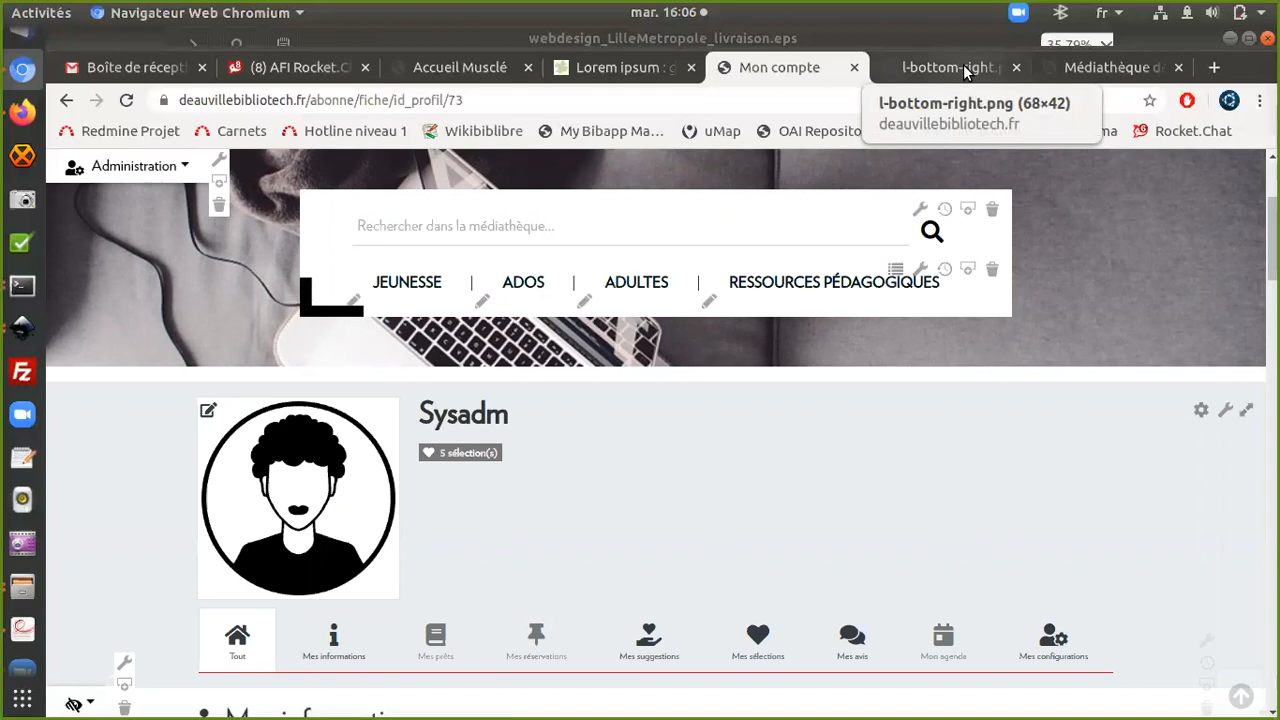 Activités
Navigateur Web Chromium
mar. 16:06
fr
webdesign_LilleMetropole_livraison.eps
35,79%
Boîte de récept
(8) AFI Rocket.C
Accueil Musclé
Lorem ipsum : g
Mon compte
l-bottom-right.p
Médiathèque de
deauvillebibliotech.fr/abonne/fiche/id_profil/73
l-bottom-right.png (68×42)
deauvillebibliotech.fr
Redmine Projet
Carnets
Hotline niveau 1
Wikibiblibre
My Bibapp Ma...
uMap
OAI Reposito
ma
Rocket.Chat
Administration
Rechercher dans la médiathèque...
JEUNESSE | ADOS | ADULTES | RESSOURCES PÉDAGOGIQUES
Sysadm
5 sélection(s)
Tout
Mes informations
Mes prêts
Mes réservations
Mes suggestions
Mes sélections
Mes avis
Mon agenda
Mes configurations